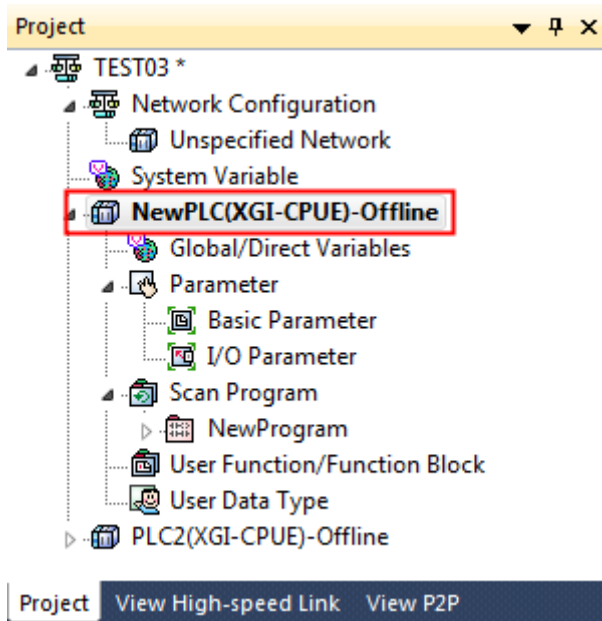 Project
TEST03 *
Network Configuration
Unspecified Network
System Variable
NewPLC(XGI-CPUE)-Offline
Global/Direct Variables
Parameter
Basic Parameter
I/O Parameter
Scan Program
NewProgram
User Function/Function Block
User Data Type
PLC2(XGI-CPUE)-Offline
Project View High-speed Link View P2P